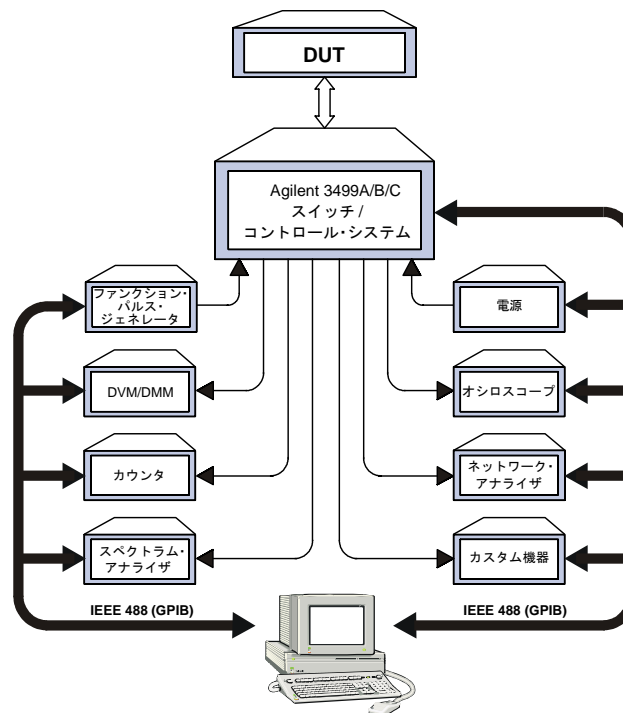 DUT
Agilent 3499A/B/C
スイッチ /
コントロール・システム
ファンクション・
パルス・
ジェネレータ
電源
DVM/DMM
オシロスコープ
カウンタ
ネットワーク・
アナライザ
スペクトラム・
アナライザ
カスタム機器
IEEE 488 (GPIB)
IEEE 488 (GPIB)